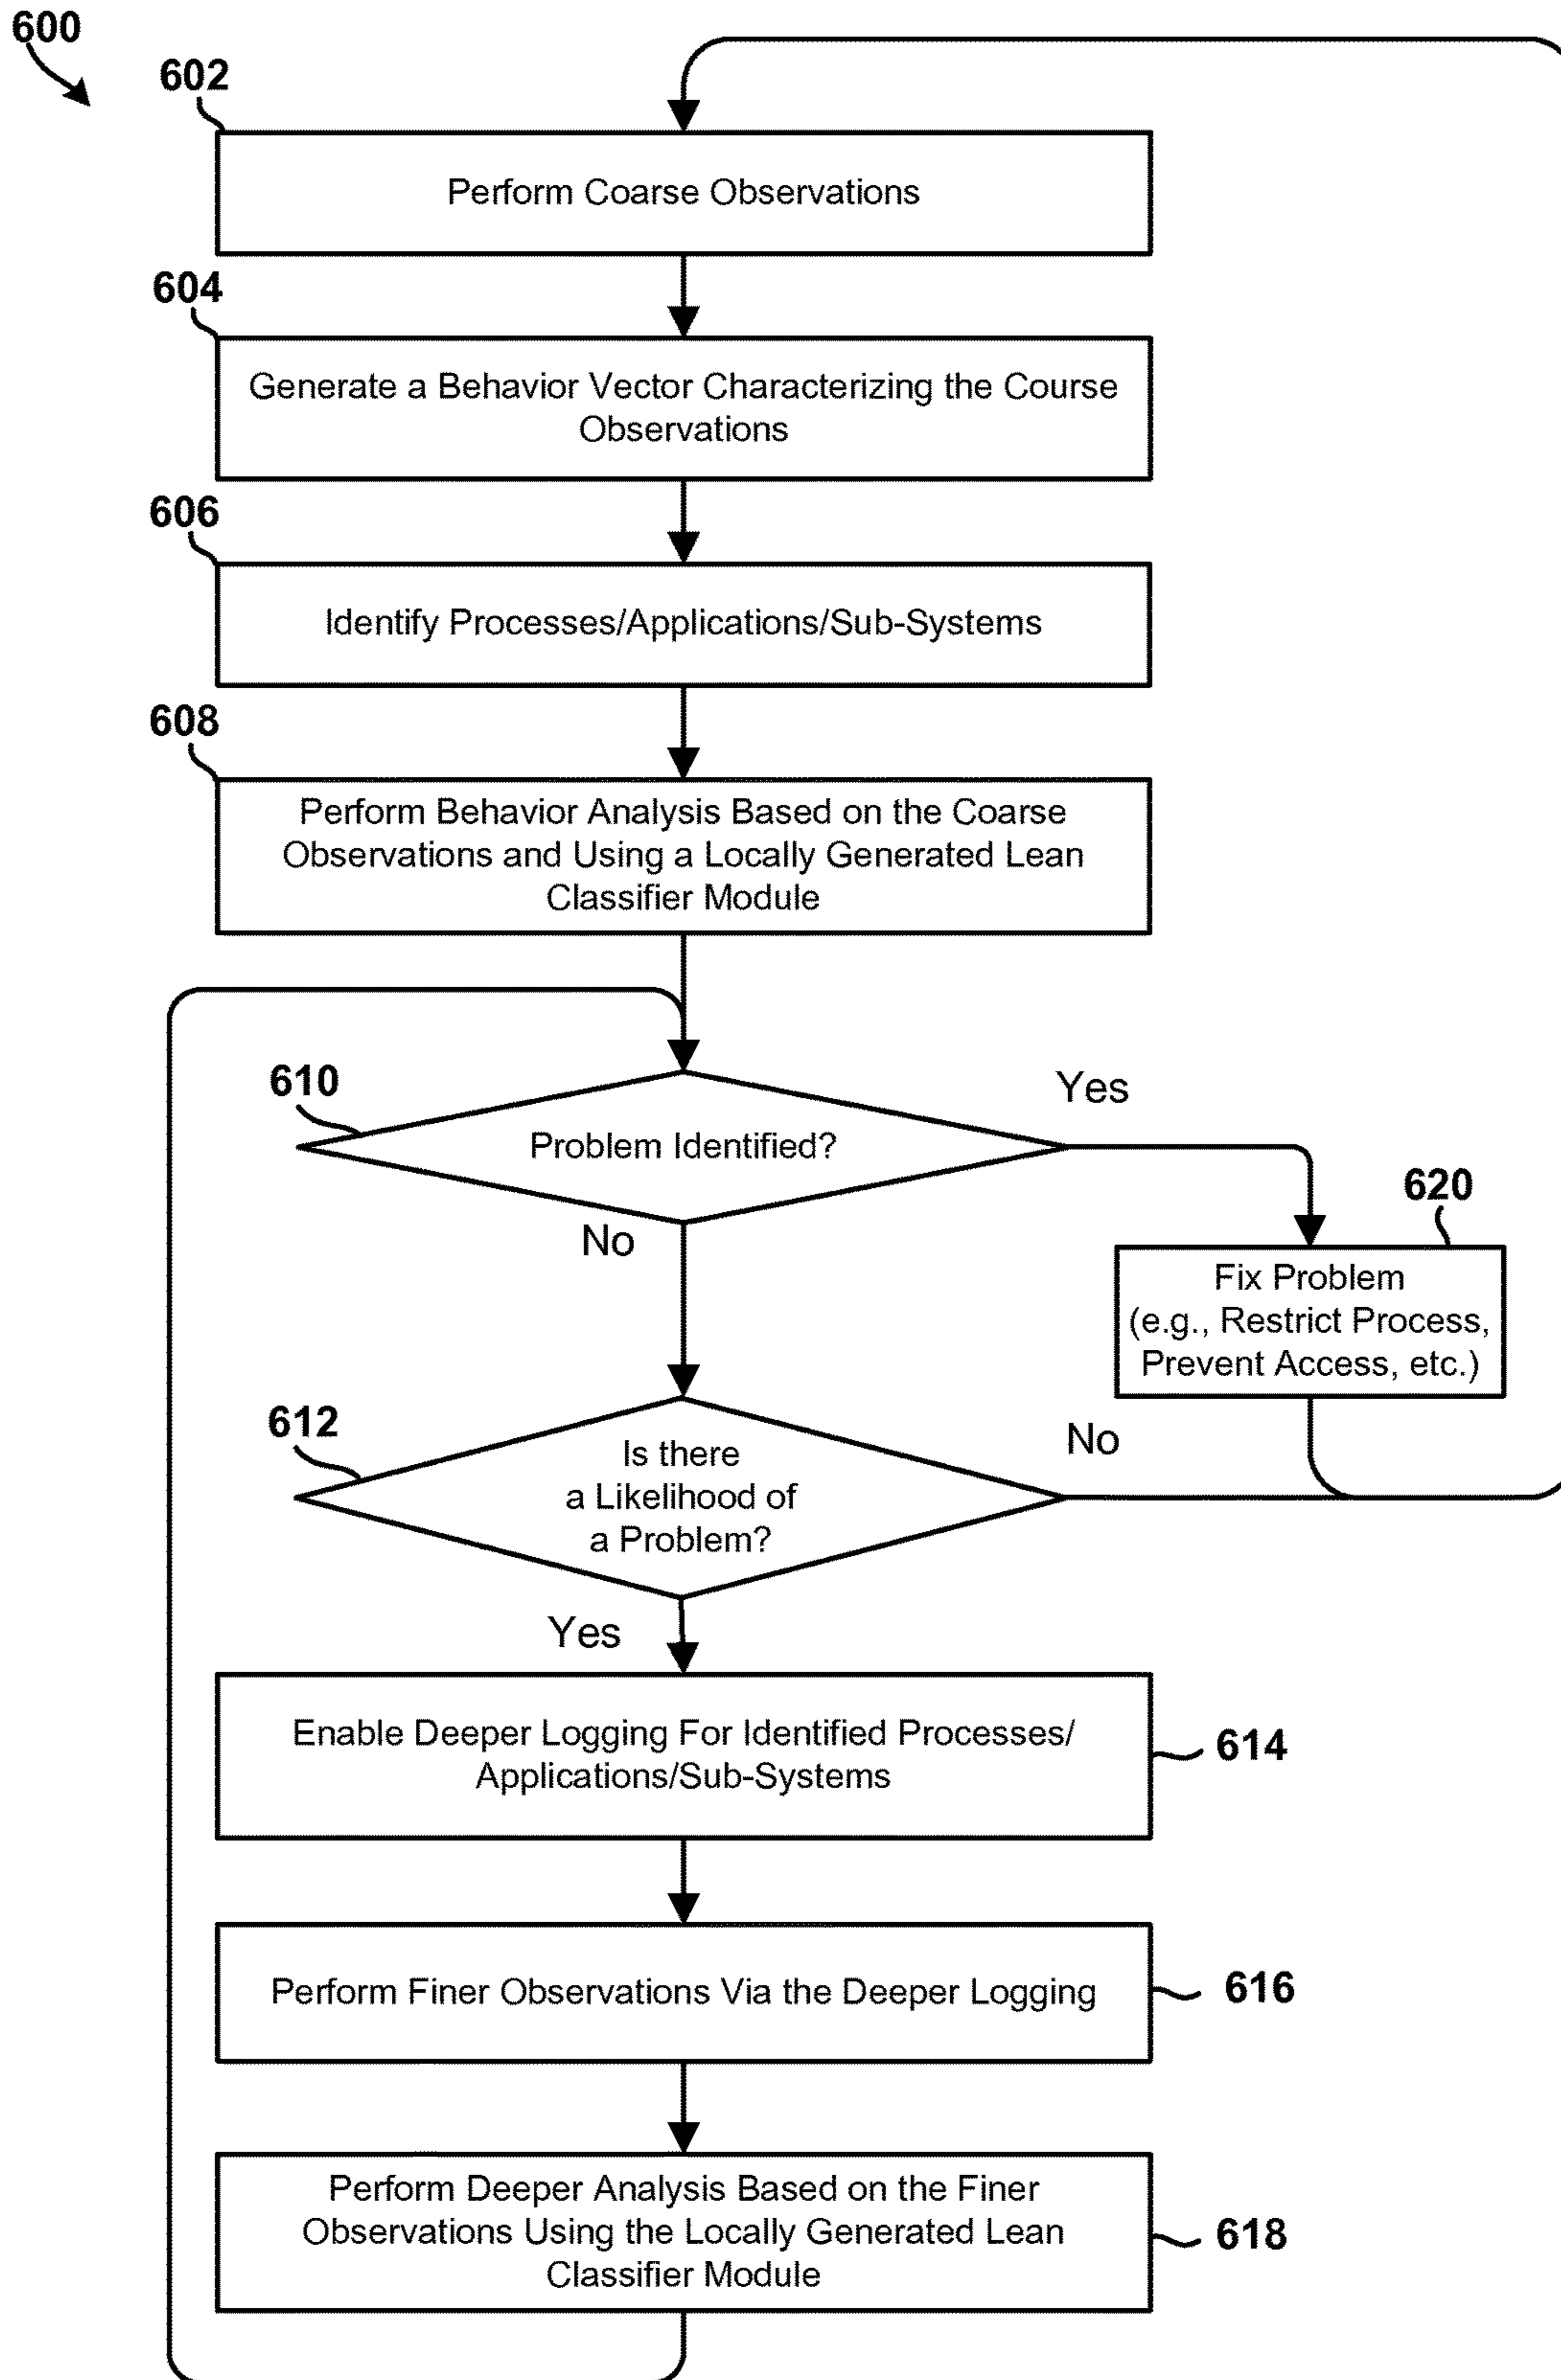 600
602
Perform Coarse Observations
604
Generate a Behavior Vector Characterizing the Course
Observations
606
Identify Processes/Applications/Sub-Systems
608
Perform Behavior Analysis Based on the Coarse
Observations and Using a Locally Generated Lean
Classifier Module
610
Problem Identified?
Yes
No
620
Fix Problem
(e.g., Restrict Process,
Prevent Access, etc.)
612
Is there
a Likelihood of
a Problem?
No
Yes
Enable Deeper Logging For Identified Processes/
Applications/Sub-Systems
614
Perform Finer Observations Via the Deeper Logging
616
Perform Deeper Analysis Based on the Finer
Observations Using the Locally Generated Lean
Classifier Module
618